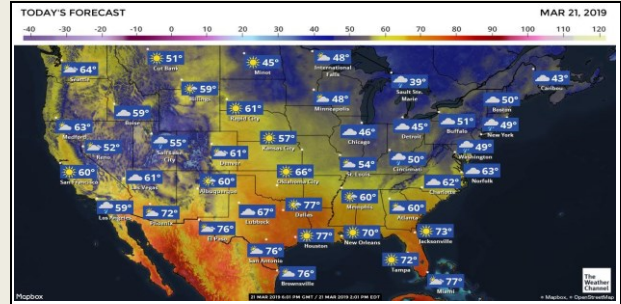 TODAY'S FORECAST
MAR 21, 2019
-40 -30 -20 -10 0 10 20 30 40 50 60 70 80 90 100 110 120
64°
Seattle
51°
Cut Bank
45°
Minot
48°
International
Falls
39°
Sault Ste.
Marie
43°
Caribou
59°
Billings
61°
Rapid City
48°
Minneapolis
50°
Boston
59°
Boise
51°
Buffalo
49°
New York
63°
Medford
52°
Reno
55°
Salt Lake
City
57°
Kansas City
46°
Chicago
45°
Detroit
49°
Washington
61°
Denver
54°
St. Louis
50°
Cincinnati
63°
Norfolk
60°
San Francisco
61°
Las Vegas
60°
Albuquerque
66°
Oklahoma City
60°
Memphis
62°
Charlotte
59°
Los Angeles
72°
Phoenix
67°
Lubbock
77°
Dallas
60°
Atlanta
76°
El Paso
77°
Houston
70°
New Orleans
73°
Jacksonville
76°
San Antonio
72°
Tampa
76°
Brownsville
77°
Miami
The
Weather
Channel
Mapbox
21 MAR 2019 6:01 PM GMT / 21 MAR 2019 2:01 PM EDT
© Mapbox, © OpenStreetMap